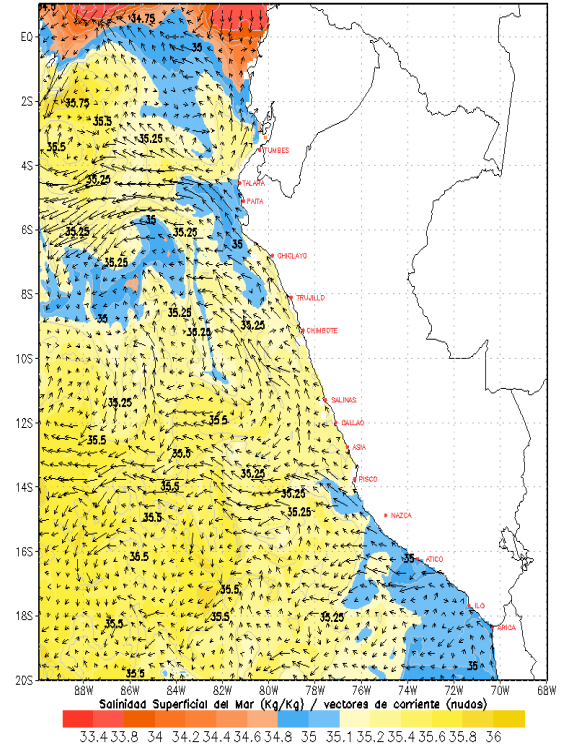 34.5
34.75
EQ
35
2S
35.75
35.5
35.25
35.5
TUMBES
4S
35.25
TALARA
PAITA
35
6S
35.25
35.25
35
35.25
CHICLAYO
8S
TRUJILLO
35
35.25
35.25
35.25
CHIMBOTE
10S
35.25
SALINAS
12S
35.5
CALLAO
35.5
35.5
ASIA
35.25
PISCO
14S
35.5
35.25
35.25
35.5
NAZCA
16S
35.5
35
ATICO
35.5
ILO
18S
35.5
35.25
ARICA
35.5
35
20S
88W 86W 84W 82W 80W 78W 76W 74W 72W 70W 68W
Salinidad Superficial del Mar (Kg/Kg) / vectores de corriente (nudos)
33.4 33.8 34 34.2 34.4 34.6 34.8 35 35.1 35.2 35.4 35.6 35.8 36